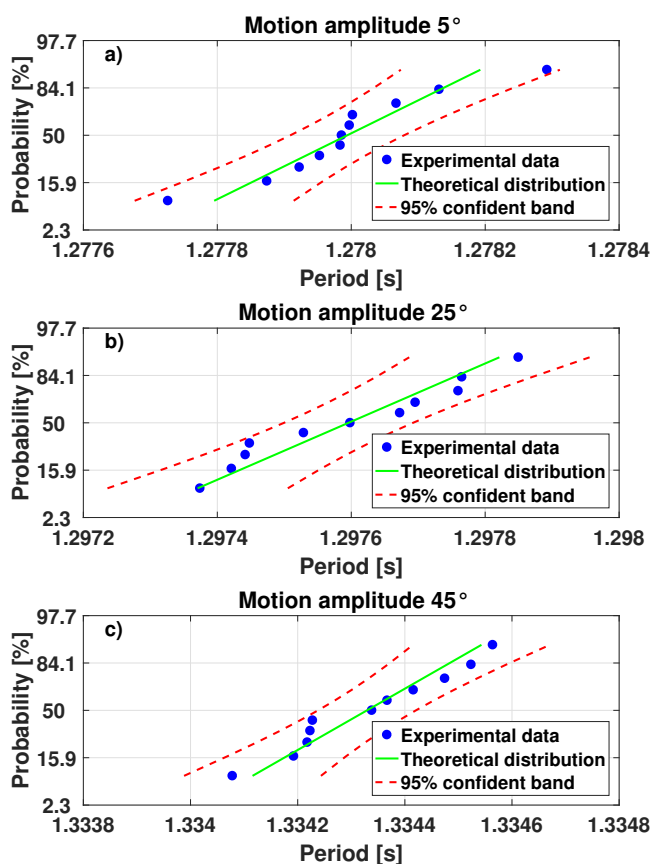 Motion amplitude 5°
a)
97.7
84.1
50
15.9
2.3
Probability [%]
Experimental data
Theoretical distribution
95% confident band
1.2776 1.2778 1.278 1.2782 1.2784
Period [s]
Motion amplitude 25°
b)
97.7
84.1
50
15.9
2.3
Probability [%]
Experimental data
Theoretical distribution
95% confident band
1.2972 1.2974 1.2976 1.2978 1.298
Period [s]
Motion amplitude 45°
c)
97.7
84.1
50
15.9
2.3
Probability [%]
Experimental data
Theoretical distribution
95% confident band
1.3338 1.334 1.3342 1.3344 1.3346 1.3348
Period [s]